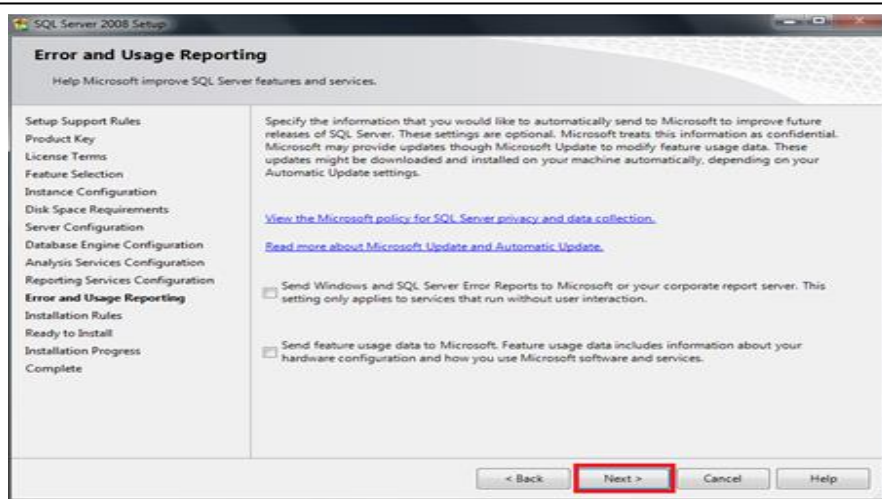 SQL Server 2008 Setup
Error and Usage Reporting
Help Microsoft improve SQL Server features and services.
Setup Support Rules
Product Key
License Terms
Feature Selection
Instance Configuration
Disk Space Requirements
Server Configuration
Database Engine Configuration
Analysis Services Configuration
Reporting Services Configuration
Error and Usage Reporting
Installation Rules
Ready to Install
Installation Progress
Complete
Specify the information that you would like to automatically send to Microsoft to improve future
releases of SQL Server. These settings are optional. Microsoft treats this information as confidential.
Microsoft may provide updates though Microsoft Update to modify feature usage data. These
updates might be downloaded and installed on your machine automatically, depending on your
Automatic Update settings.
View the Microsoft policy for SQL Server privacy and data collection.
Read more about Microsoft Update and Automatic Update.
Send Windows and SQL Server Error Reports to Microsoft or your corporate report server. This
setting only applies to services that run without user interaction.
Send feature usage data to Microsoft. Feature usage data includes information about your
hardware configuration and how you use Microsoft software and services.
< Back
Next >
Cancel
Help